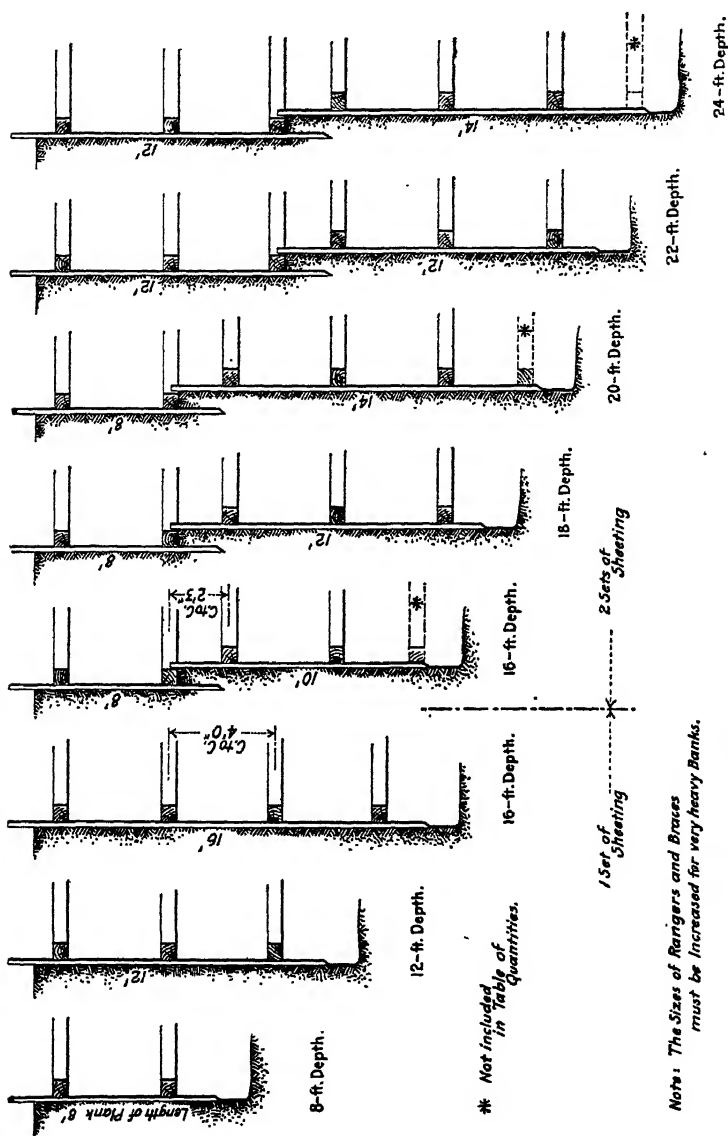 Length of Plank 8'
8-ft. Depth.
12'
12-ft. Depth.
16'
C. to C.
4'0"
16-ft. Depth.
8'
10'
C. to C.
2'3"
*
16-ft. Depth.
8'
12'
18-ft. Depth.
8'
14'
*
20-ft. Depth.
12'
12'
22-ft. Depth.
12'
14'
*
24-ft. Depth.
* Not included
in Table of
Quantities.
1 Set of
Sheeting
2 Sets of
Sheeting
Note: The Sizes of Rangers and Braces
must be Increased for very heavy Banks.